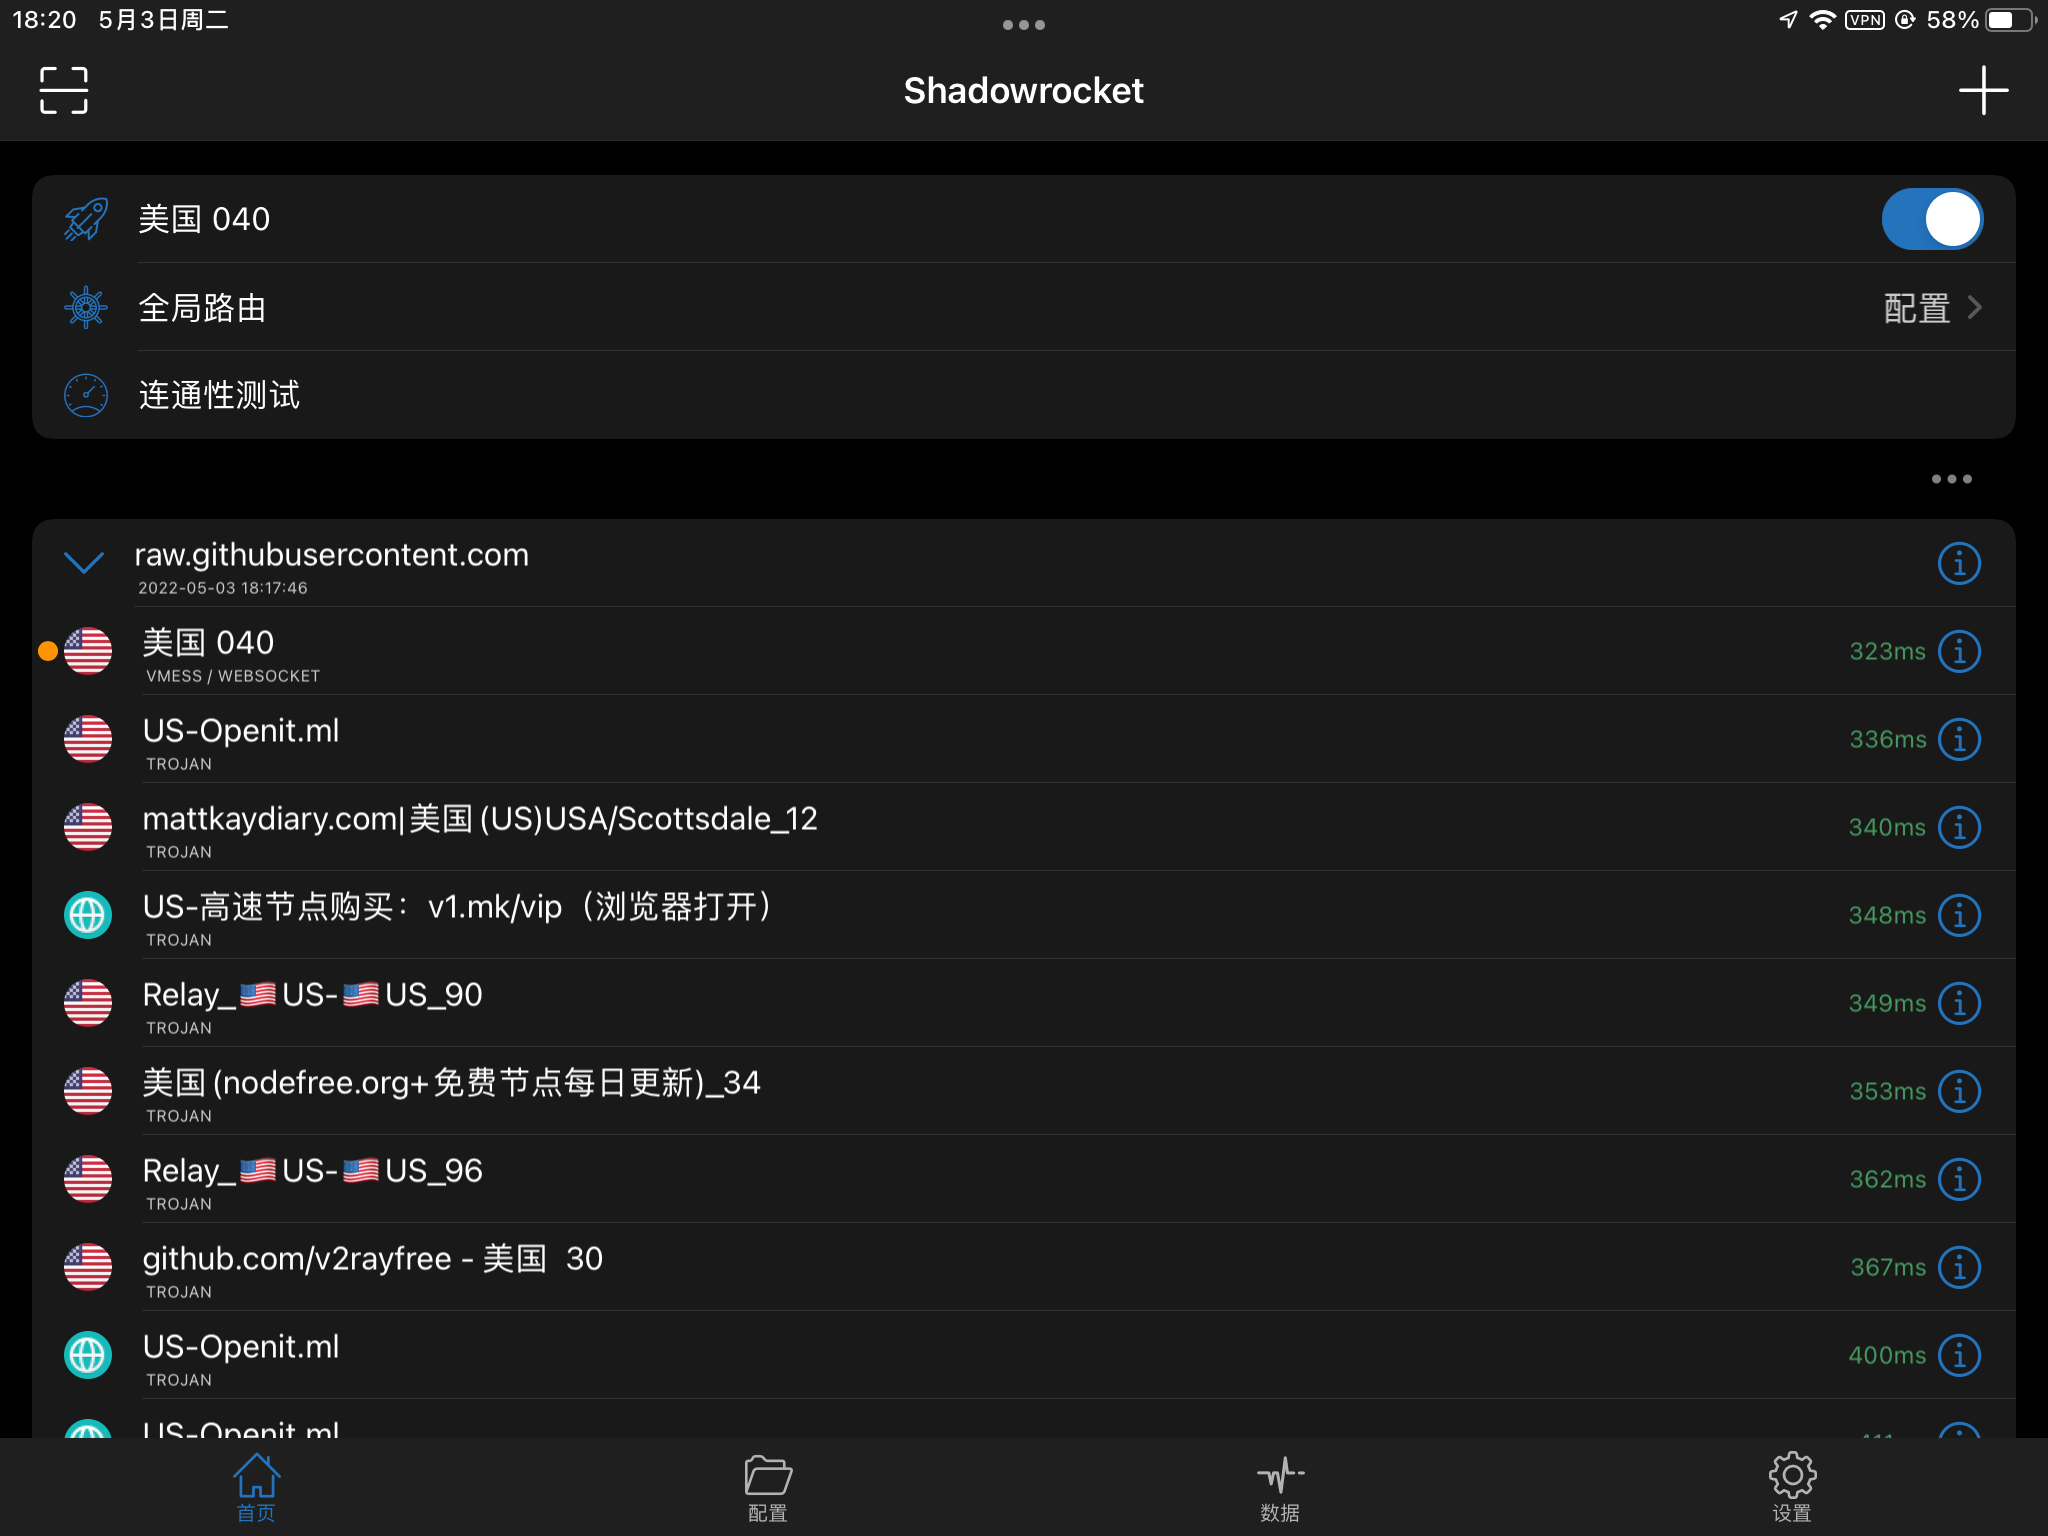 18:20 5月3日周二
VPN 58%
Shadowrocket
美国 040
全局路由 配置
连通性测试
raw.githubusercontent.com
2022-05-03 18:17:46
美国 040
VMESS / WEBSOCKET
323ms
US-Openit.ml
TROJAN
336ms
mattkaydiary.com|美国(US)USA/Scottsdale_12
TROJAN
340ms
US-高速节点购买：v1.mk/vip（浏览器打开）
TROJAN
348ms
Relay_🇺🇸US-🇺🇸US_90
TROJAN
349ms
美国(nodefree.org+免费节点每日更新)_34
TROJAN
353ms
Relay_🇺🇸US-🇺🇸US_96
TROJAN
362ms
github.com/v2rayfree - 美国 30
TROJAN
367ms
US-Openit.ml
TROJAN
400ms
US-Openit.ml
首页 配置 数据 设置